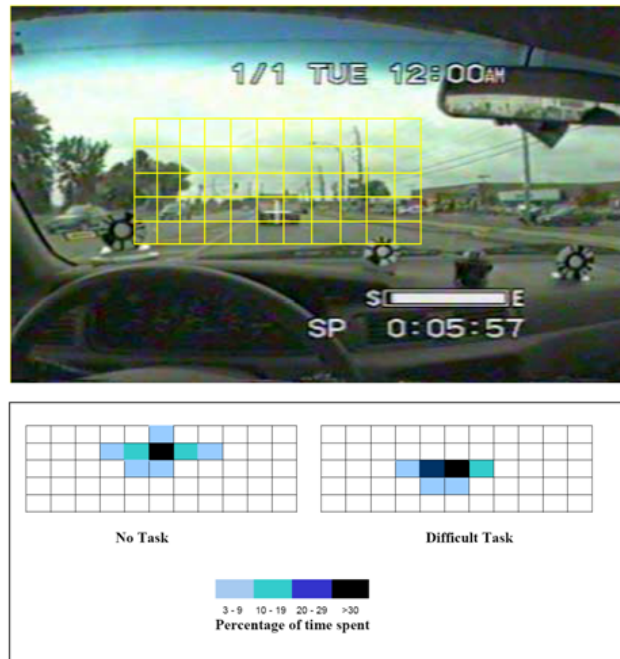 1/1 TUE 12:00AM
S E
SP 0:05:57
No Task Difficult Task
3 - 9 10 - 19 20 - 29 >30
Percentage of time spent